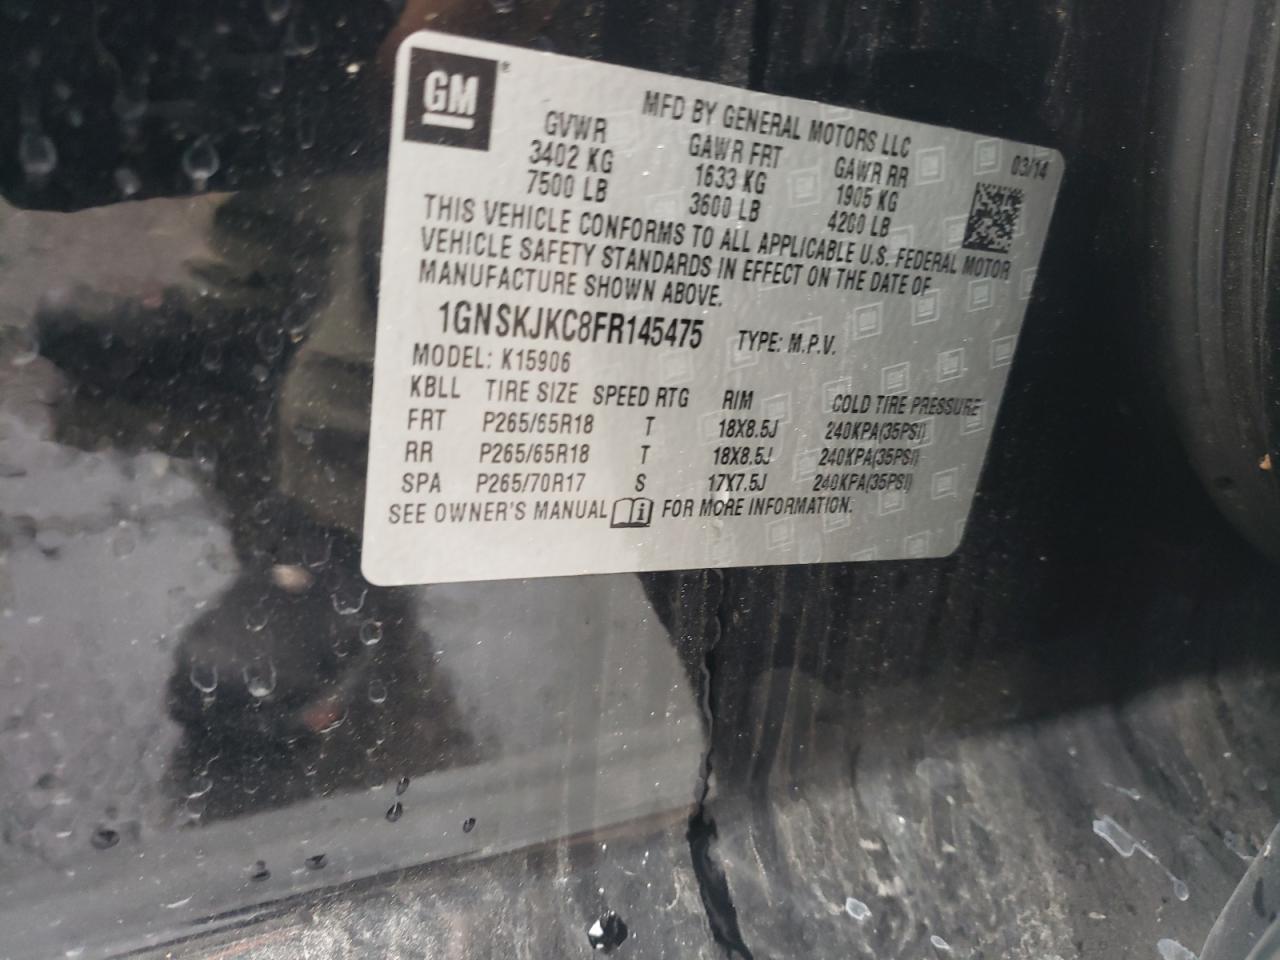 GM®
MFD BY GENERAL MOTORS LLC
03/14
GVWR GAWR FRT GAWR RR
3402 KG 1633 KG 1905 KG
7500 LB 3600 LB 4200 LB
THIS VEHICLE CONFORMS TO ALL APPLICABLE U.S. FEDERAL MOTOR
VEHICLE SAFETY STANDARDS IN EFFECT ON THE DATE OF
MANUFACTURE SHOWN ABOVE.
1GNSKJKC8FR145475 TYPE: M.P.V.
MODEL: K15906
KBLL TIRE SIZE SPEED RTG RIM COLD TIRE PRESSURE
FRT P265/65R18 T 18X8.5J 240KPA(35PSI)
RR P265/65R18 T 18X8.5J 240KPA(35PSI)
SPA P265/70R17 S 17X7.5J 240KPA(35PSI)
SEE OWNER'S MANUAL i FOR MORE INFORMATION.